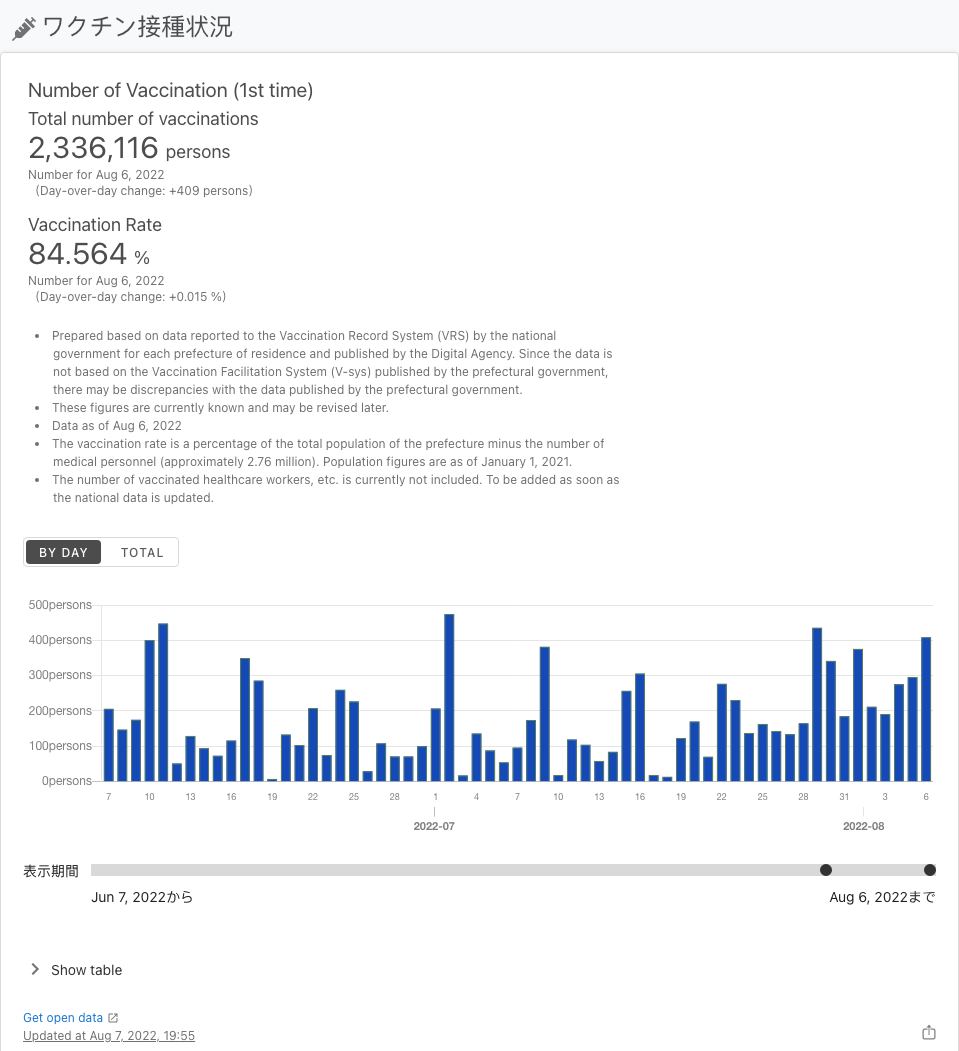 ワクチン接種状況
Number of Vaccination (1st time)
Total number of vaccinations
2,336,116 persons
Number for Aug 6, 2022
(Day-over-day change: +409 persons)
Vaccination Rate
84.564 %
Number for Aug 6, 2022
(Day-over-day change: +0.015 %)
• Prepared based on data reported to the Vaccination Record System (VRS) by the national
government for each prefecture of residence and published by the Digital Agency. Since the data is
not based on the Vaccination Facilitation System (V-sys) published by the prefectural government,
there may be discrepancies with the data published by the prefectural government.
• These figures are currently known and may be revised later.
• Data as of Aug 6, 2022
• The vaccination rate is a percentage of the total population of the prefecture minus the number of
medical personnel (approximately 2.76 million). Population figures are as of January 1, 2021.
• The number of vaccinated healthcare workers, etc. is currently not included. To be added as soon as
the national data is updated.
BY DAY TOTAL
500persons
400persons
300persons
200persons
100persons
0persons
7 10 13 16 19 22 25 28 1 4 7 10 13 16 19 22 25 28 31 3 6
2022-07 2022-08
表示期間
Jun 7, 2022から Aug 6, 2022まで
Show table
Get open data
Updated at Aug 7, 2022, 19:55